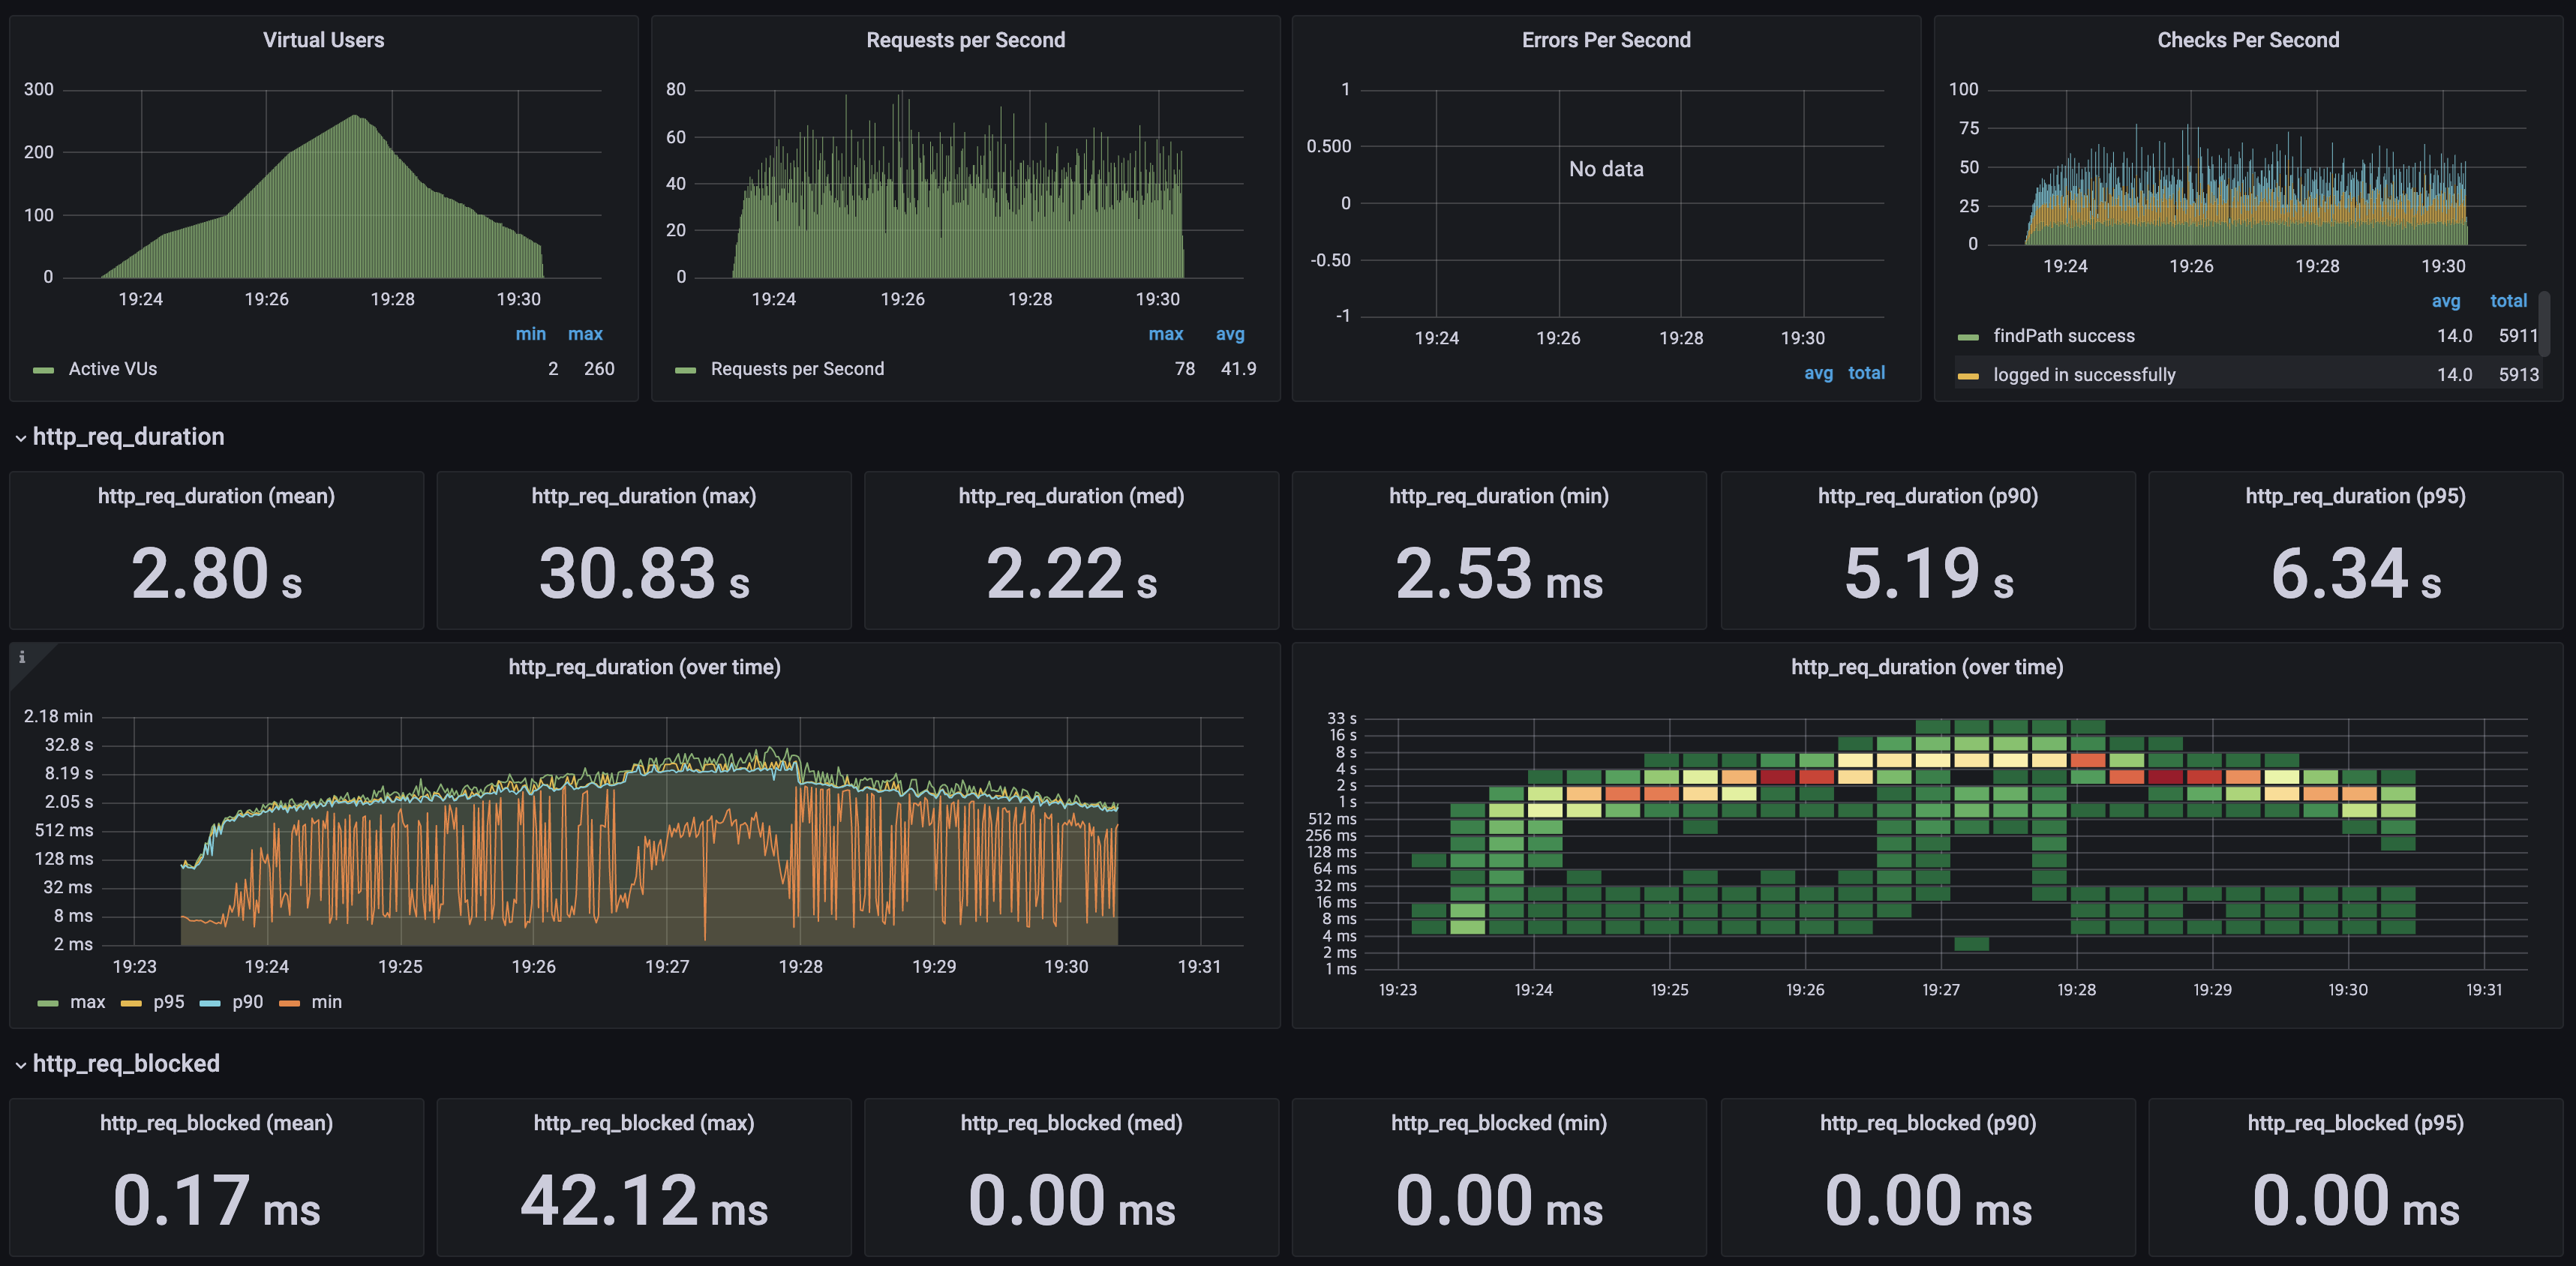 Virtual Users
300
200
100
0
19:24 19:26 19:28 19:30
min max
Active VUs 2 260
Requests per Second
80
60
40
20
0
19:24 19:26 19:28 19:30
max avg
Requests per Second 78 41.9
Errors Per Second
1
0.500
0
-0.50
-1
No data
19:24 19:26 19:28 19:30
avg total
Checks Per Second
100
75
50
25
0
19:24 19:26 19:28 19:30
avg total
findPath success 14.0 5911
logged in successfully 14.0 5913
http_req_duration
http_req_duration (mean)
2.80 s
http_req_duration (max)
30.83 s
http_req_duration (med)
2.22 s
http_req_duration (min)
2.53 ms
http_req_duration (p90)
5.19 s
http_req_duration (p95)
6.34 s
i
http_req_duration (over time)
2.18 min
32.8 s
8.19 s
2.05 s
512 ms
128 ms
32 ms
8 ms
2 ms
19:23 19:24 19:25 19:26 19:27 19:28 19:29 19:30 19:31
max p95 p90 min
http_req_duration (over time)
33 s
16 s
8 s
4 s
2 s
1 s
512 ms
256 ms
128 ms
64 ms
32 ms
16 ms
8 ms
4 ms
2 ms
1 ms
19:23 19:24 19:25 19:26 19:27 19:28 19:29 19:30 19:31
http_req_blocked
http_req_blocked (mean)
0.17 ms
http_req_blocked (max)
42.12 ms
http_req_blocked (med)
0.00 ms
http_req_blocked (min)
0.00 ms
http_req_blocked (p90)
0.00 ms
http_req_blocked (p95)
0.00 ms